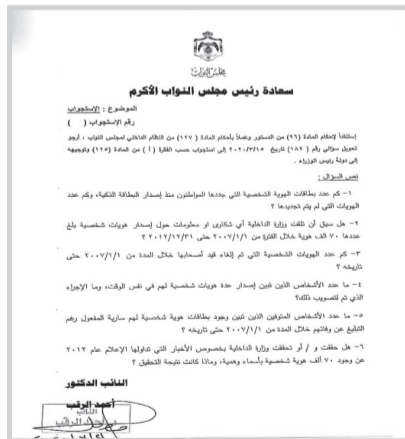 مجلس النواب
سعادة رئيس مجلس النواب الأكرم
الموضوع : الإستجواب
رقم الإستجواب (    )
إستناداً لإحكام المادة (٩٦) من الدستور وعملاً بأحكام المادة (١٢٧) من النظام الداخلي لمجلس النواب ، أرجو
تحويل سؤالي رقم (١٨٢) تاريخ ٢٠٢٠/٧/١٥ إلى استجواب حسب الفقرة (أ) من المادة (١٢٥) وتوجيهه
إلى دولة رئيس الوزراء .
نص السؤال :
١- كم عدد بطاقات الهوية الشخصية التي جددها المواطنون منذ إصدار البطاقة الذكية، وكم عدد
الهويات التي لم يتم تجديدها ؟
٢- هل سبق أن تلقت وزارة الداخلية أي شكاوى او معلومات حول إصدار هويات شخصية بلغ
عددها ٧٠ الف هوية خلال الفترة من ٢٠٠٧/١/١ حتى ٢٠١٢/١٢/٣١ ؟
٣- كم عدد الهويات الشخصية التي تم إلغاء قيد أصحابها خلال المدة من ٢٠٠٧/١/١ حتى
تاريخه ؟
٤- ما عدد الأشخاص الذين تبين إصدار عدة هويات شخصية لهم في نفس الوقت، وما الإجراء
الذي تم لتصويب ذلك؟
٥- ما عدد الأشخاص المتوفين الذين تبين وجود بطاقات هوية شخصية لهم سارية المفعول رغم
التبليغ عن وفاتهم خلال المدة من ٢٠٠٧/١/١ حتى تاريخه ؟
٦- هل حققت و / أو تحققت وزارة الداخلية بخصوص الأخبار التي تداولها الإعلام عام ٢٠١٢
عن وجود ٧٠ ألف هوية شخصية بأسماء وهمية، وماذا كانت نتيجة التحقيق ؟
النائب الدكتور
أحمد الرقب
النائب
الرقب